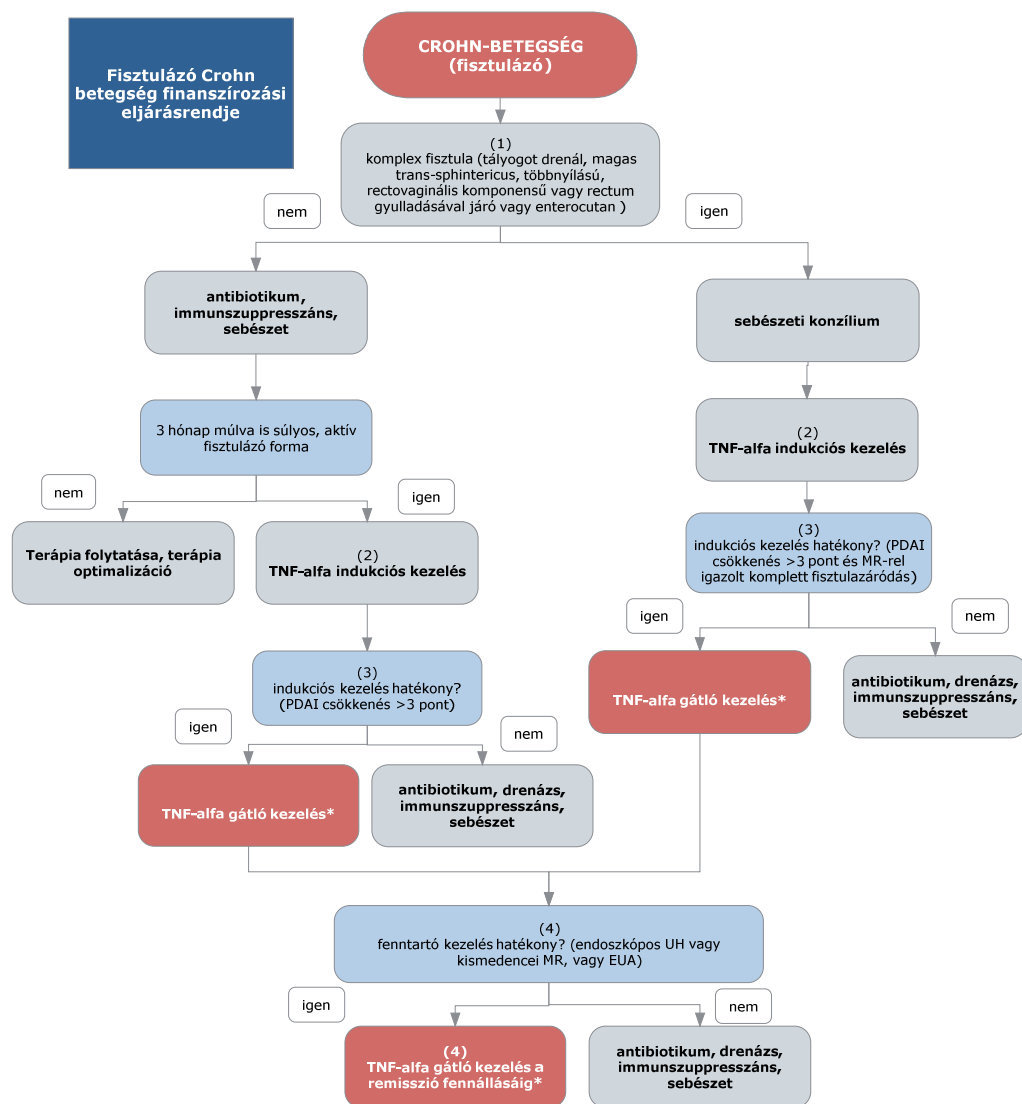 Fisztulázó Crohn
betegség finanszírozási
eljárásrendje
CROHN-BETEGSÉG
(fisztulázó)
(1)
komplex fisztula (tályogot drenál, magas
trans-sphintericus, többnyílású,
rectovaginális komponensű vagy rectum
gyulladásával járó vagy enterocutan )
nem
igen
antibiotikum,
immunszuppresszáns,
sebészet
sebészeti konzílium
3 hónap múlva is súlyos, aktív
fisztulázó forma
(2)
TNF-alfa indukciós kezelés
nem
igen
Terápia folytatása, terápia
optimalizáció
(2)
TNF-alfa indukciós kezelés
(3)
indukciós kezelés hatékony? (PDAI
csökkenés >3 pont és MR-rel
igazolt komplett fisztulazáródás)
igen
nem
(3)
indukciós kezelés hatékony?
(PDAI csökkenés >3 pont)
TNF-alfa gátló kezelés*
antibiotikum, drenázs,
immunszuppresszáns,
sebészet
igen
nem
TNF-alfa gátló kezelés*
antibiotikum, drenázs,
immunszuppresszáns,
sebészet
(4)
fenntartó kezelés hatékony? (endoszkópos UH vagy
kismedencei MR, vagy EUA)
igen
nem
(4)
TNF-alfa gátló kezelés a
remisszió fennállásáig*
antibiotikum, drenázs,
immunszuppresszáns,
sebészet